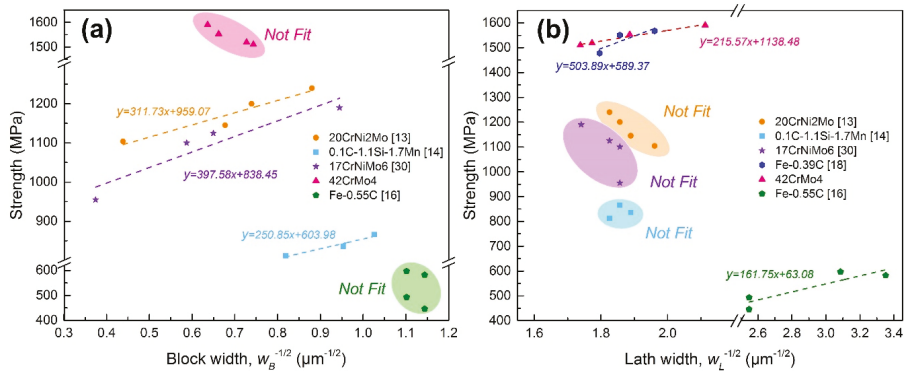 (a)
Not Fit
y=311.73x+959.07
20CrNi2Mo [13]
0.1C-1.1Si-1.7Mn [14]
17CrNiMo6 [30]
42CrMo4
Fe-0.55C [16]
y=397.58x+838.45
y=250.85x+603.98
Not Fit
1600
1500
1200
1100
1000
900
800
600
500
400
Strength (MPa)
0.3 0.4 0.5 0.6 0.7 0.8 0.9 1.0 1.1 1.2
Block width, w_B^-1/2 (μm^-1/2)
(b)
y=215.57x+1138.48
y=503.89x+589.37
Not Fit
20CrNi2Mo [13]
0.1C-1.1Si-1.7Mn [14]
17CrNiMo6 [30]
Fe-0.39C [18]
42CrMo4
Fe-0.55C [16]
Not Fit
Not Fit
y=161.75x+63.08
1600
1500
1400
1300
1200
1100
1000
900
800
700
600
500
400
Strength (MPa)
1.6 1.8 2.0 2.6 2.8 3.0 3.2 3.4
Lath width, w_L^-1/2 (μm^-1/2)